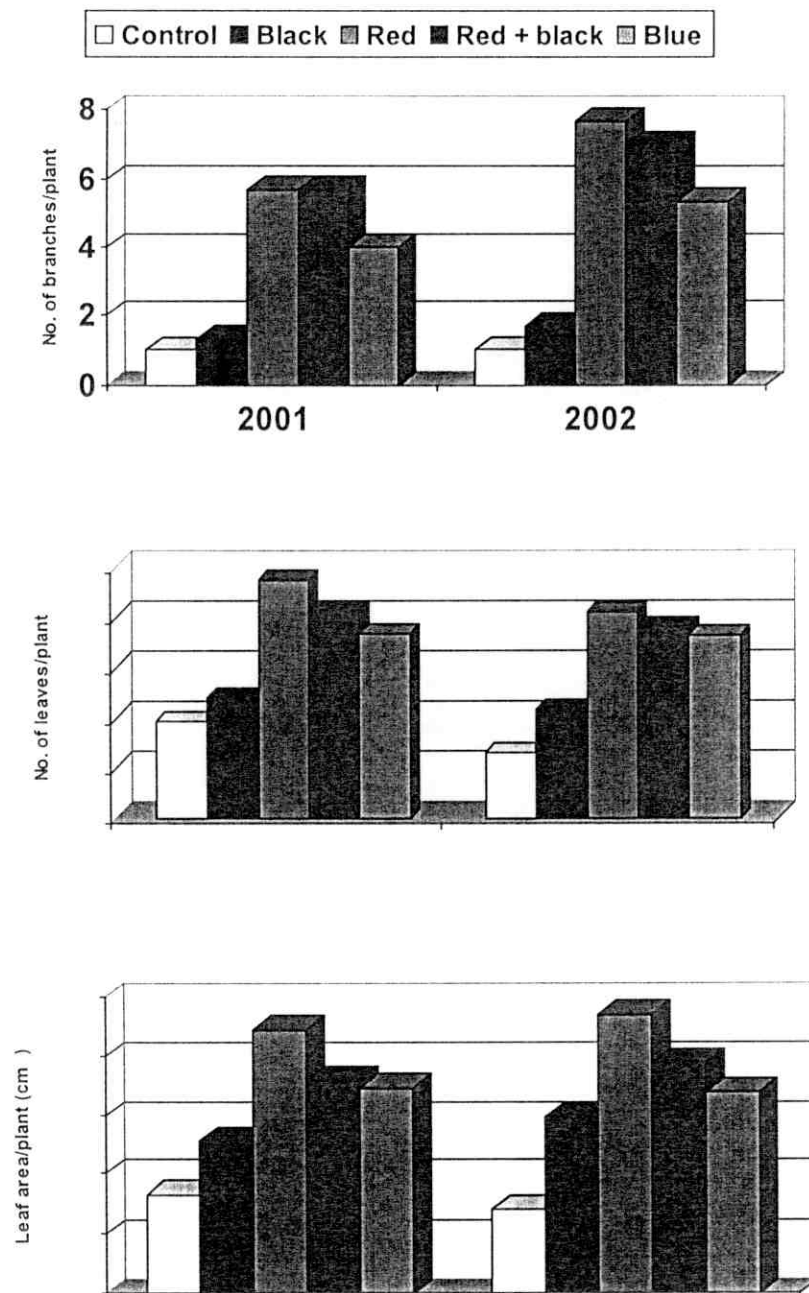 Control Black Red Red + black Blue
No. of branches/plant
8
6
4
2
0
2001 2002
No. of leaves/plant
Leaf area/plant (cm )